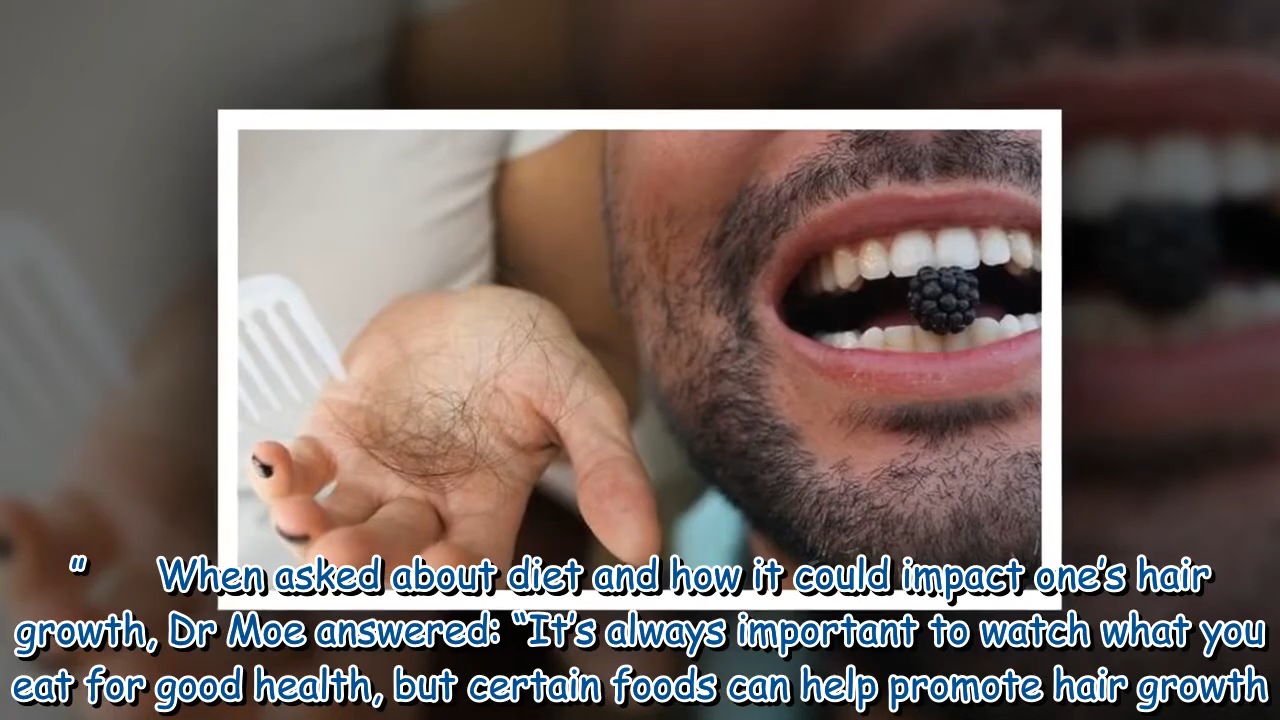 ” When asked about diet and how it could impact one’s hair
growth, Dr Moe answered: “It’s always important to watch what you
eat for good health, but certain foods can help promote hair growth